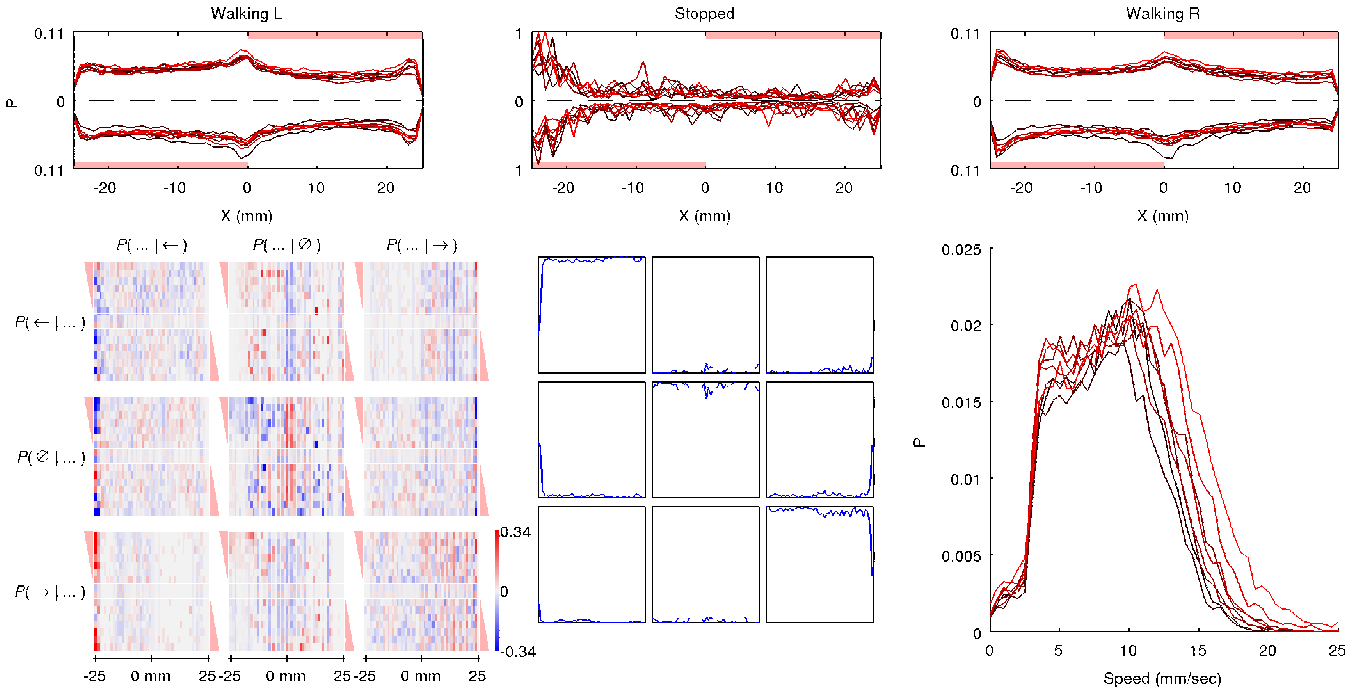 Walking L
Stopped
Walking R
0.11
0
0.11
P
-20
-10
0
10
20
X (mm)
1
0
1
-20
-10
0
10
20
X (mm)
0.11
0
0.11
-20
-10
0
10
20
X (mm)
P( ... | ← )
P( ... | ∅ )
P( ... | → )
P( ← | ... )
P( ∅ | ... )
P( → | ... )
0.34
0
-0.34
-25
0 mm
25
-25
0 mm
25
-25
0 mm
25
0.025
0.02
0.015
0.01
0.005
0
P
0
5
10
15
20
25
Speed (mm/sec)